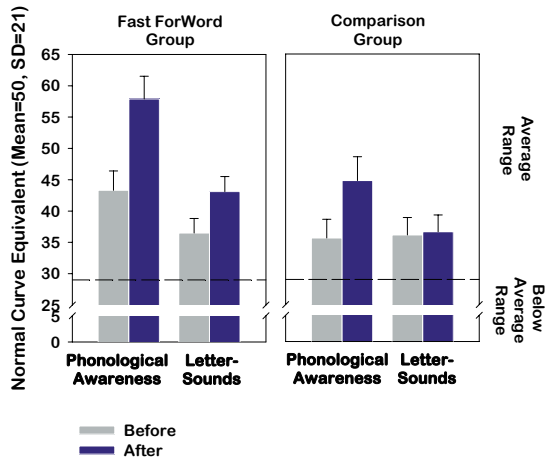 Fast ForWord
Group
Comparison
Group
Normal Curve Equivalent (Mean=50, SD=21)
65
60
55
50
45
40
35
30
25
5
0
Average
Range
Below
Average
Range
Phonological
Awareness
Letter-
Sounds
Phonological
Awareness
Letter-
Sounds
Before
After